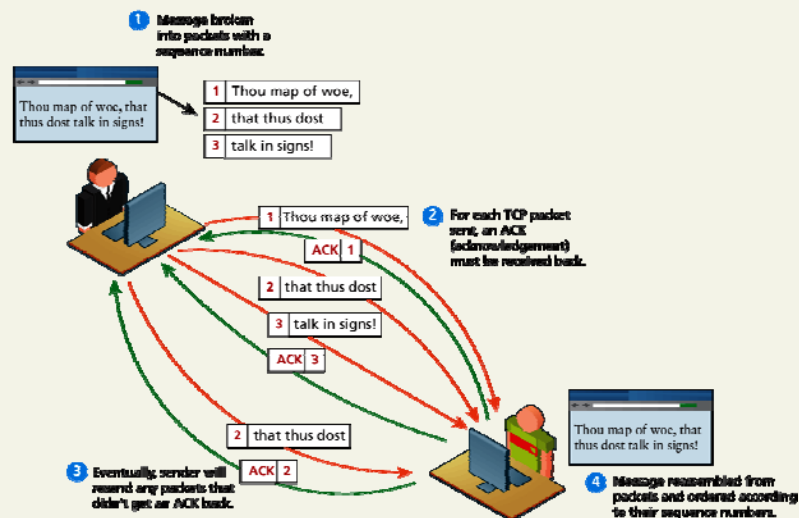 1 Message broken
into packets with a
sequence number.
Thou map of woe, that
thus dost talk in signs!
1 Thou map of woe,
2 that thus dost
3 talk in signs!
1 Thou map of woe,
2 For each TCP packet
sent, an ACK
(acknowledgement)
must be received back.
ACK 1
2 that thus dost
3 talk in signs!
ACK 3
2 that thus dost
ACK 2
3 Eventually, sender will
resend any packets that
didn't get an ACK back.
Thou map of woe, that
thus dost talk in signs!
4 Message reassembled from
packets and ordered according
to their sequence numbers.